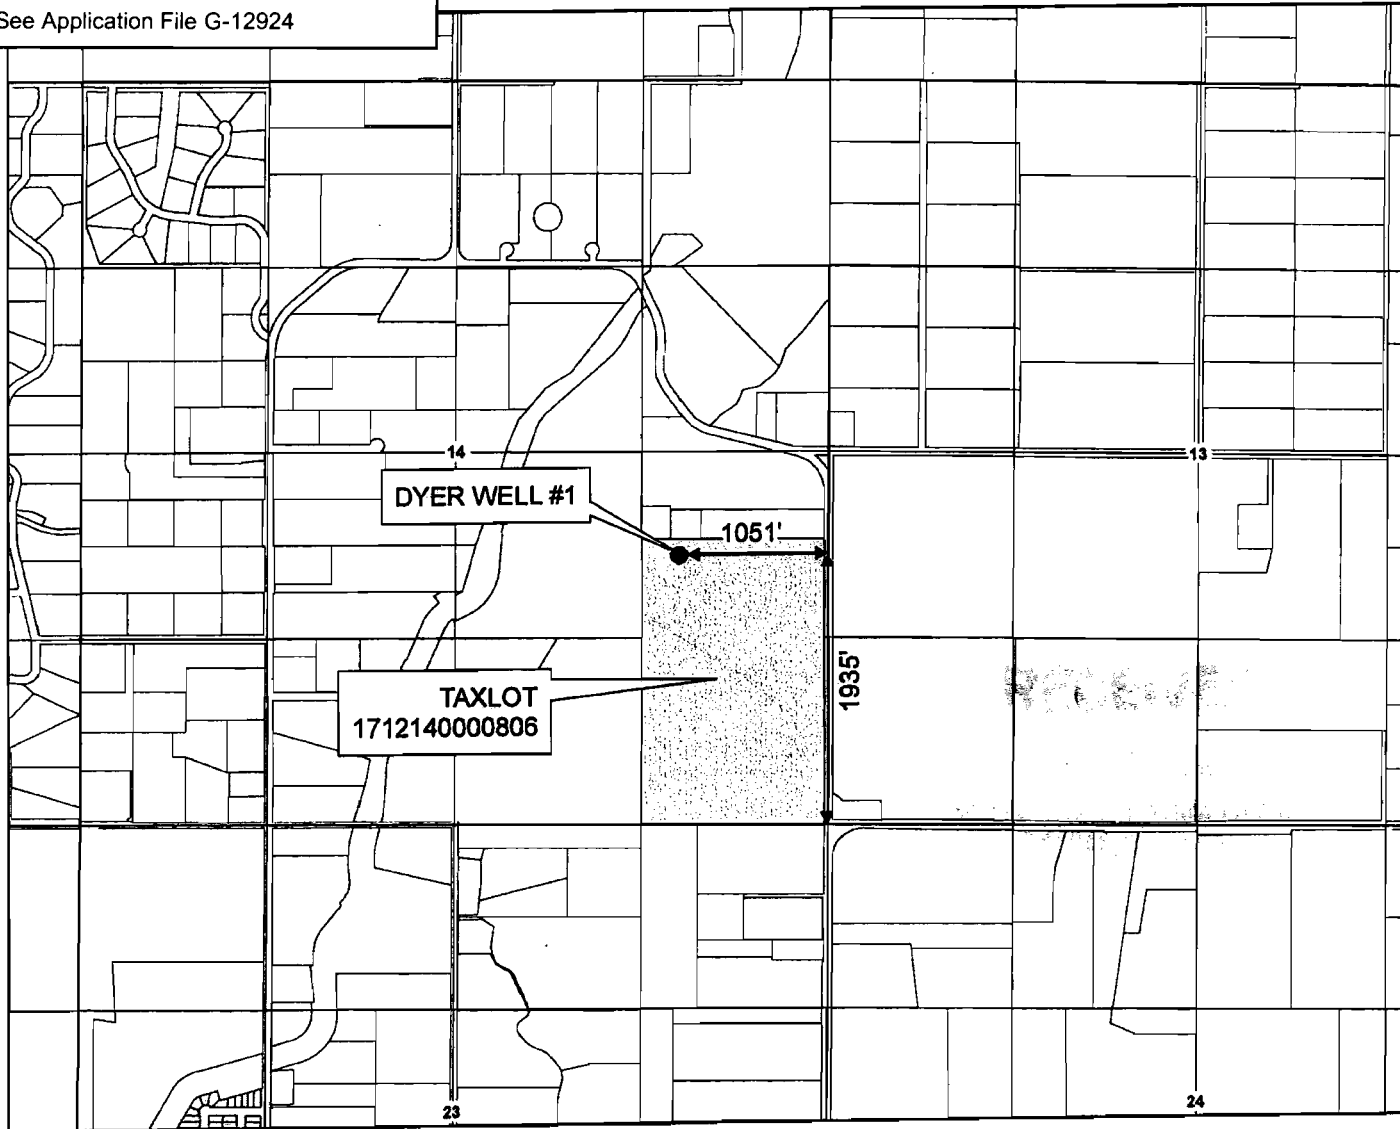 See Application File G-12924
14
13
DYER WELL #1
1051'
1935'
TAXLOT
1712140000806
23
24